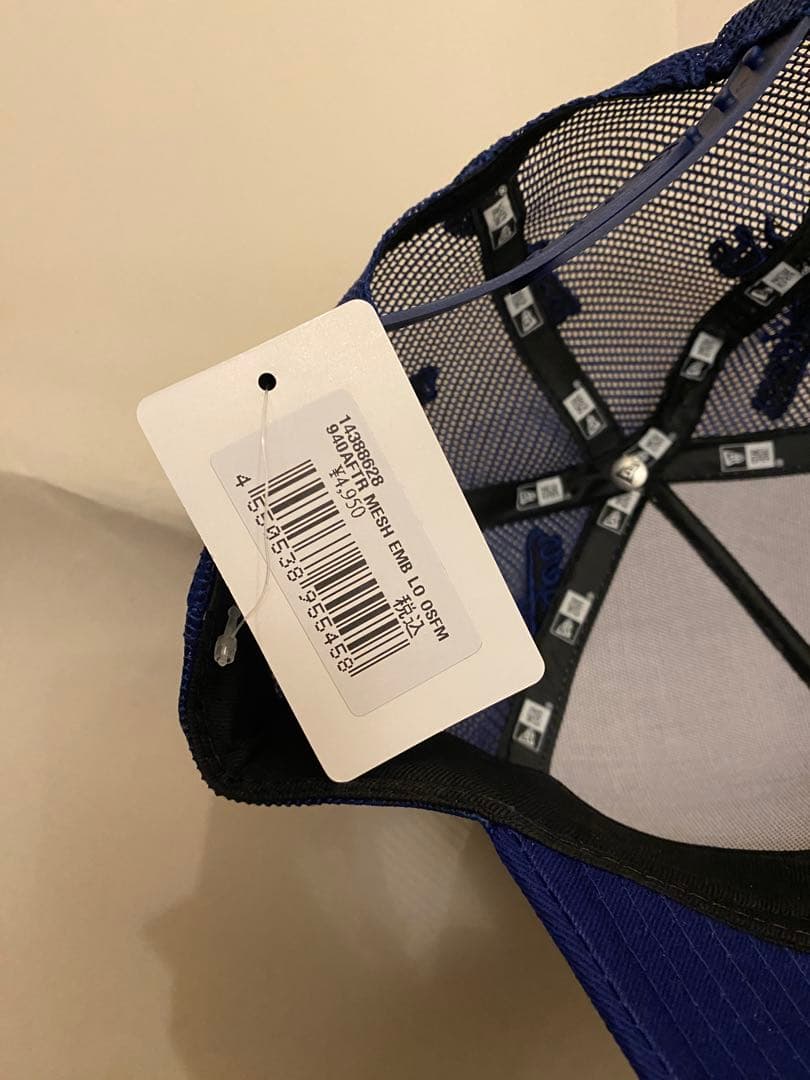 14388628
940AFTR MESH EMB LO OSFM
¥4,950 税込
4 550538 955458